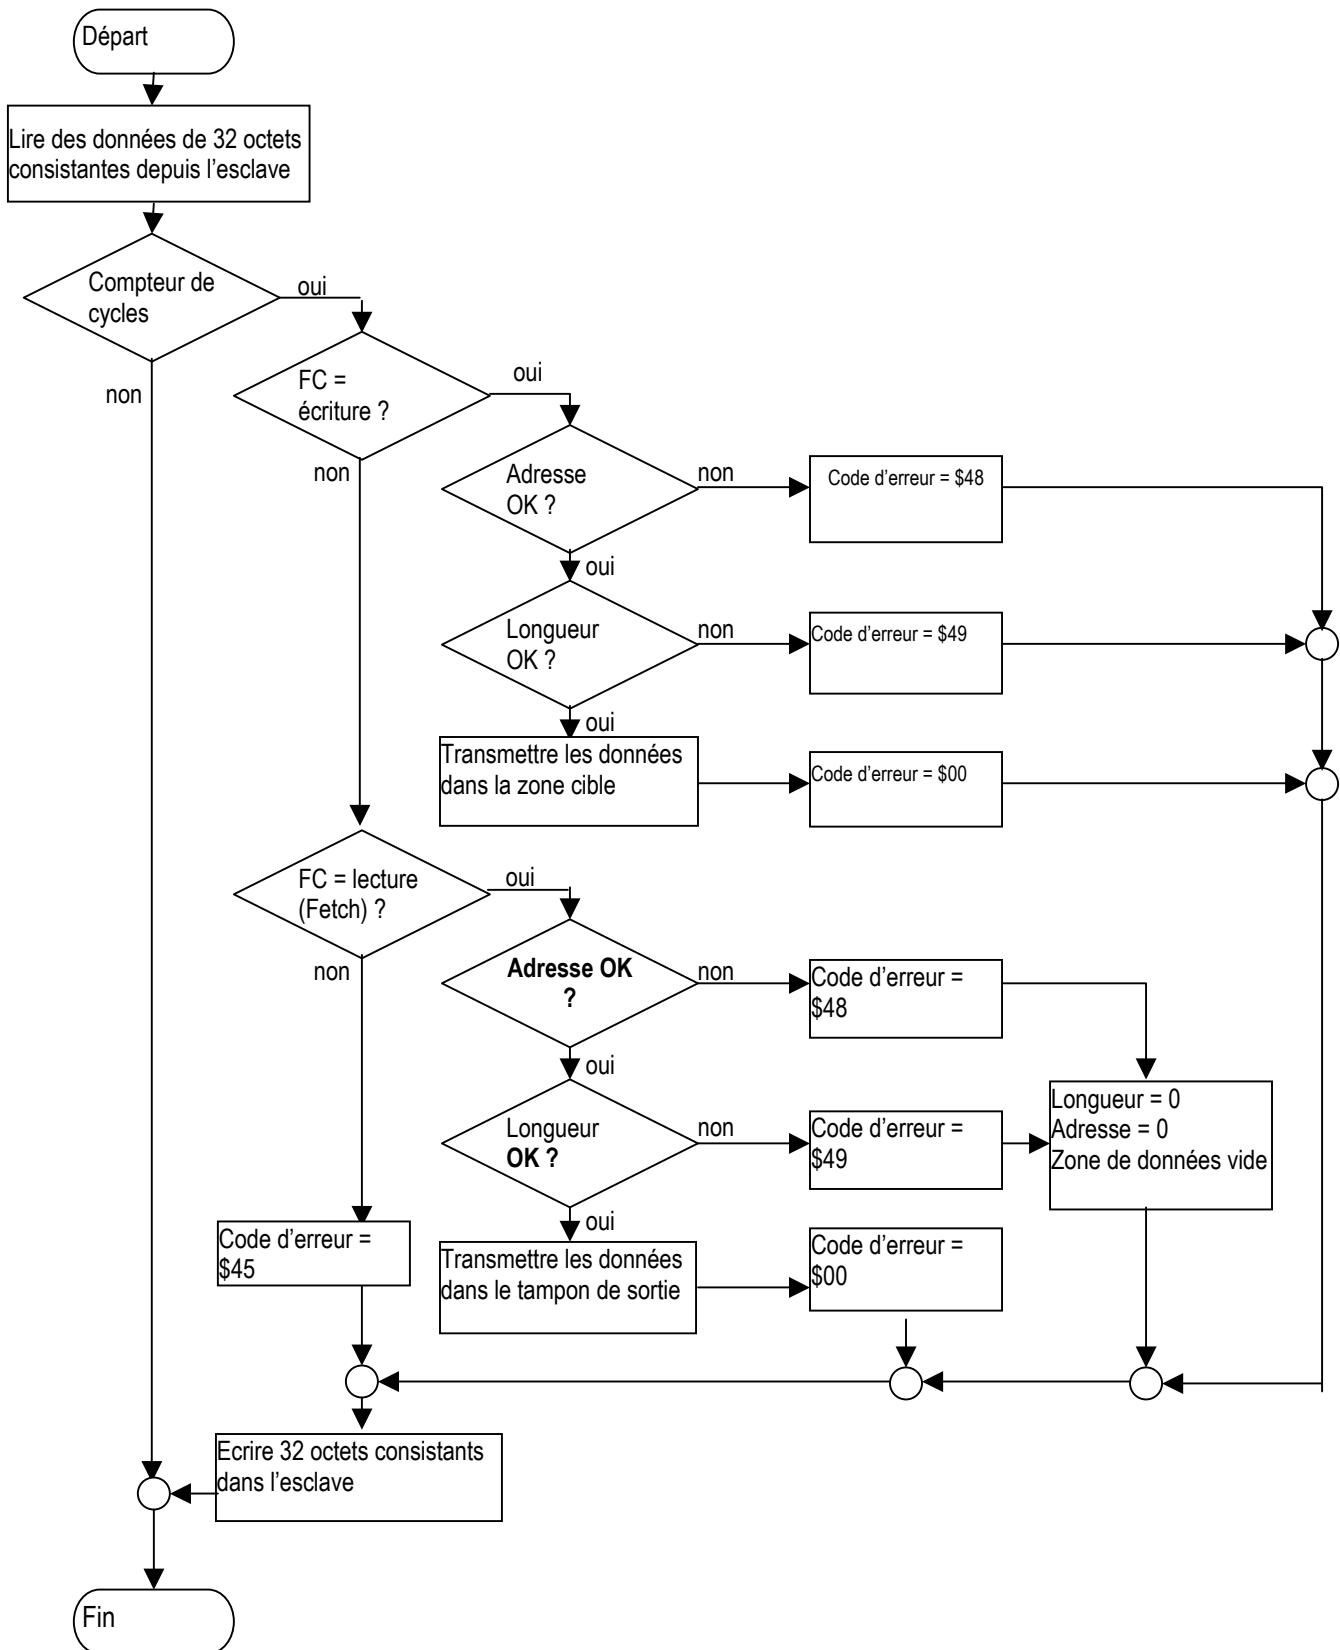 Départ
Lire des données de 32 octets
consistantes depuis l'esclave
Compteur de
cycles
oui
non
FC =
écriture ?
oui
non
Adresse
OK ?
non
Code d'erreur = $48
oui
Longueur
OK ?
non
Code d'erreur = $49
oui
Transmettre les données
dans la zone cible
Code d'erreur = $00
FC = lecture
(Fetch) ?
oui
non
Adresse OK
?
non
Code d'erreur =
$48
oui
Longueur
OK ?
non
Code d'erreur =
$49
Longueur = 0
Adresse = 0
Zone de données vide
oui
Transmettre les données
dans le tampon de sortie
Code d'erreur =
$00
Code d'erreur =
$45
Ecrire 32 octets consistants
dans l'esclave
Fin